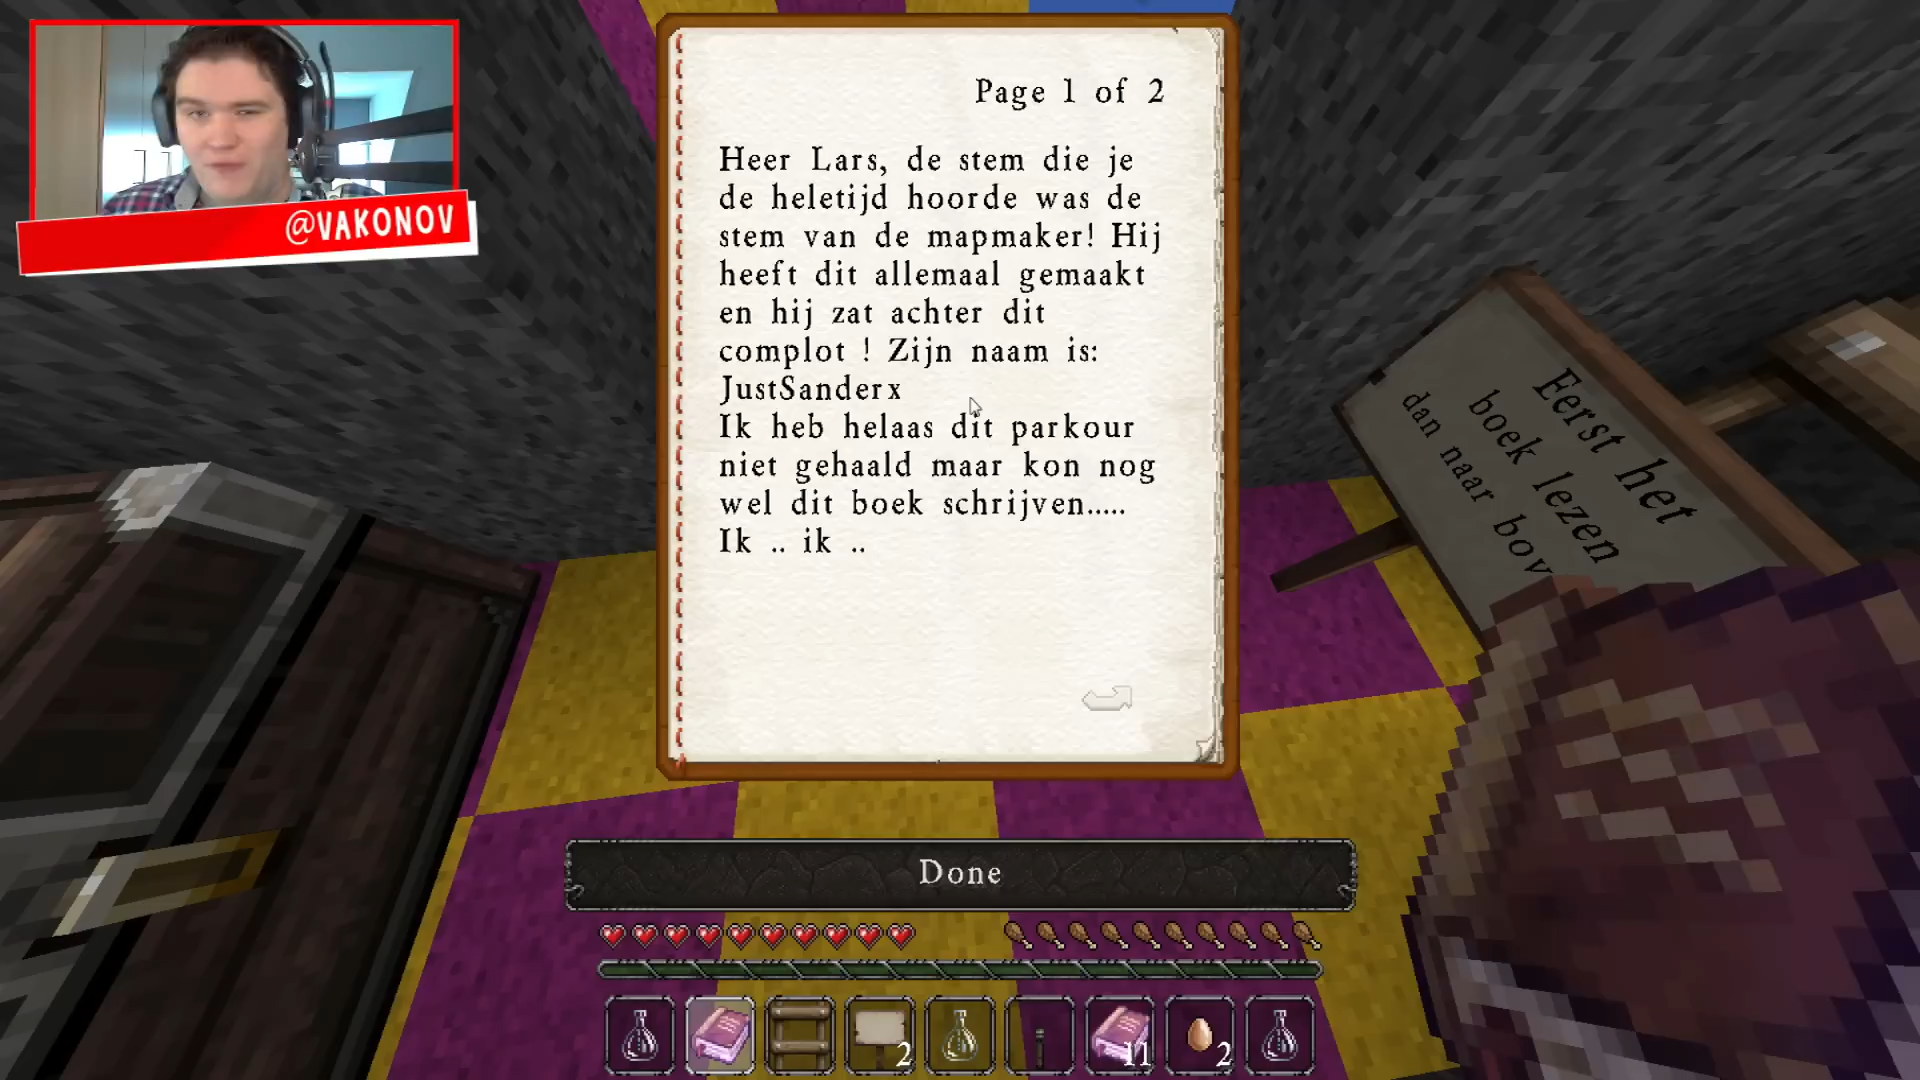 @VAKONOV
Page 1 of 2
Heer Lars, de stem die je
de heletijd hoorde was de
stem van de mapmaker! Hij
heeft dit allemaal gemaakt
en hij zat achter dit
complot ! Zijn naam is:
JustSanderx
Ik heb helaas dit parkour
niet gehaald maar kon nog
wel dit boek schrijven.....
Ik .. ik ..
Eerst het
boek lezen
dan naar bov
Done
2
11
2